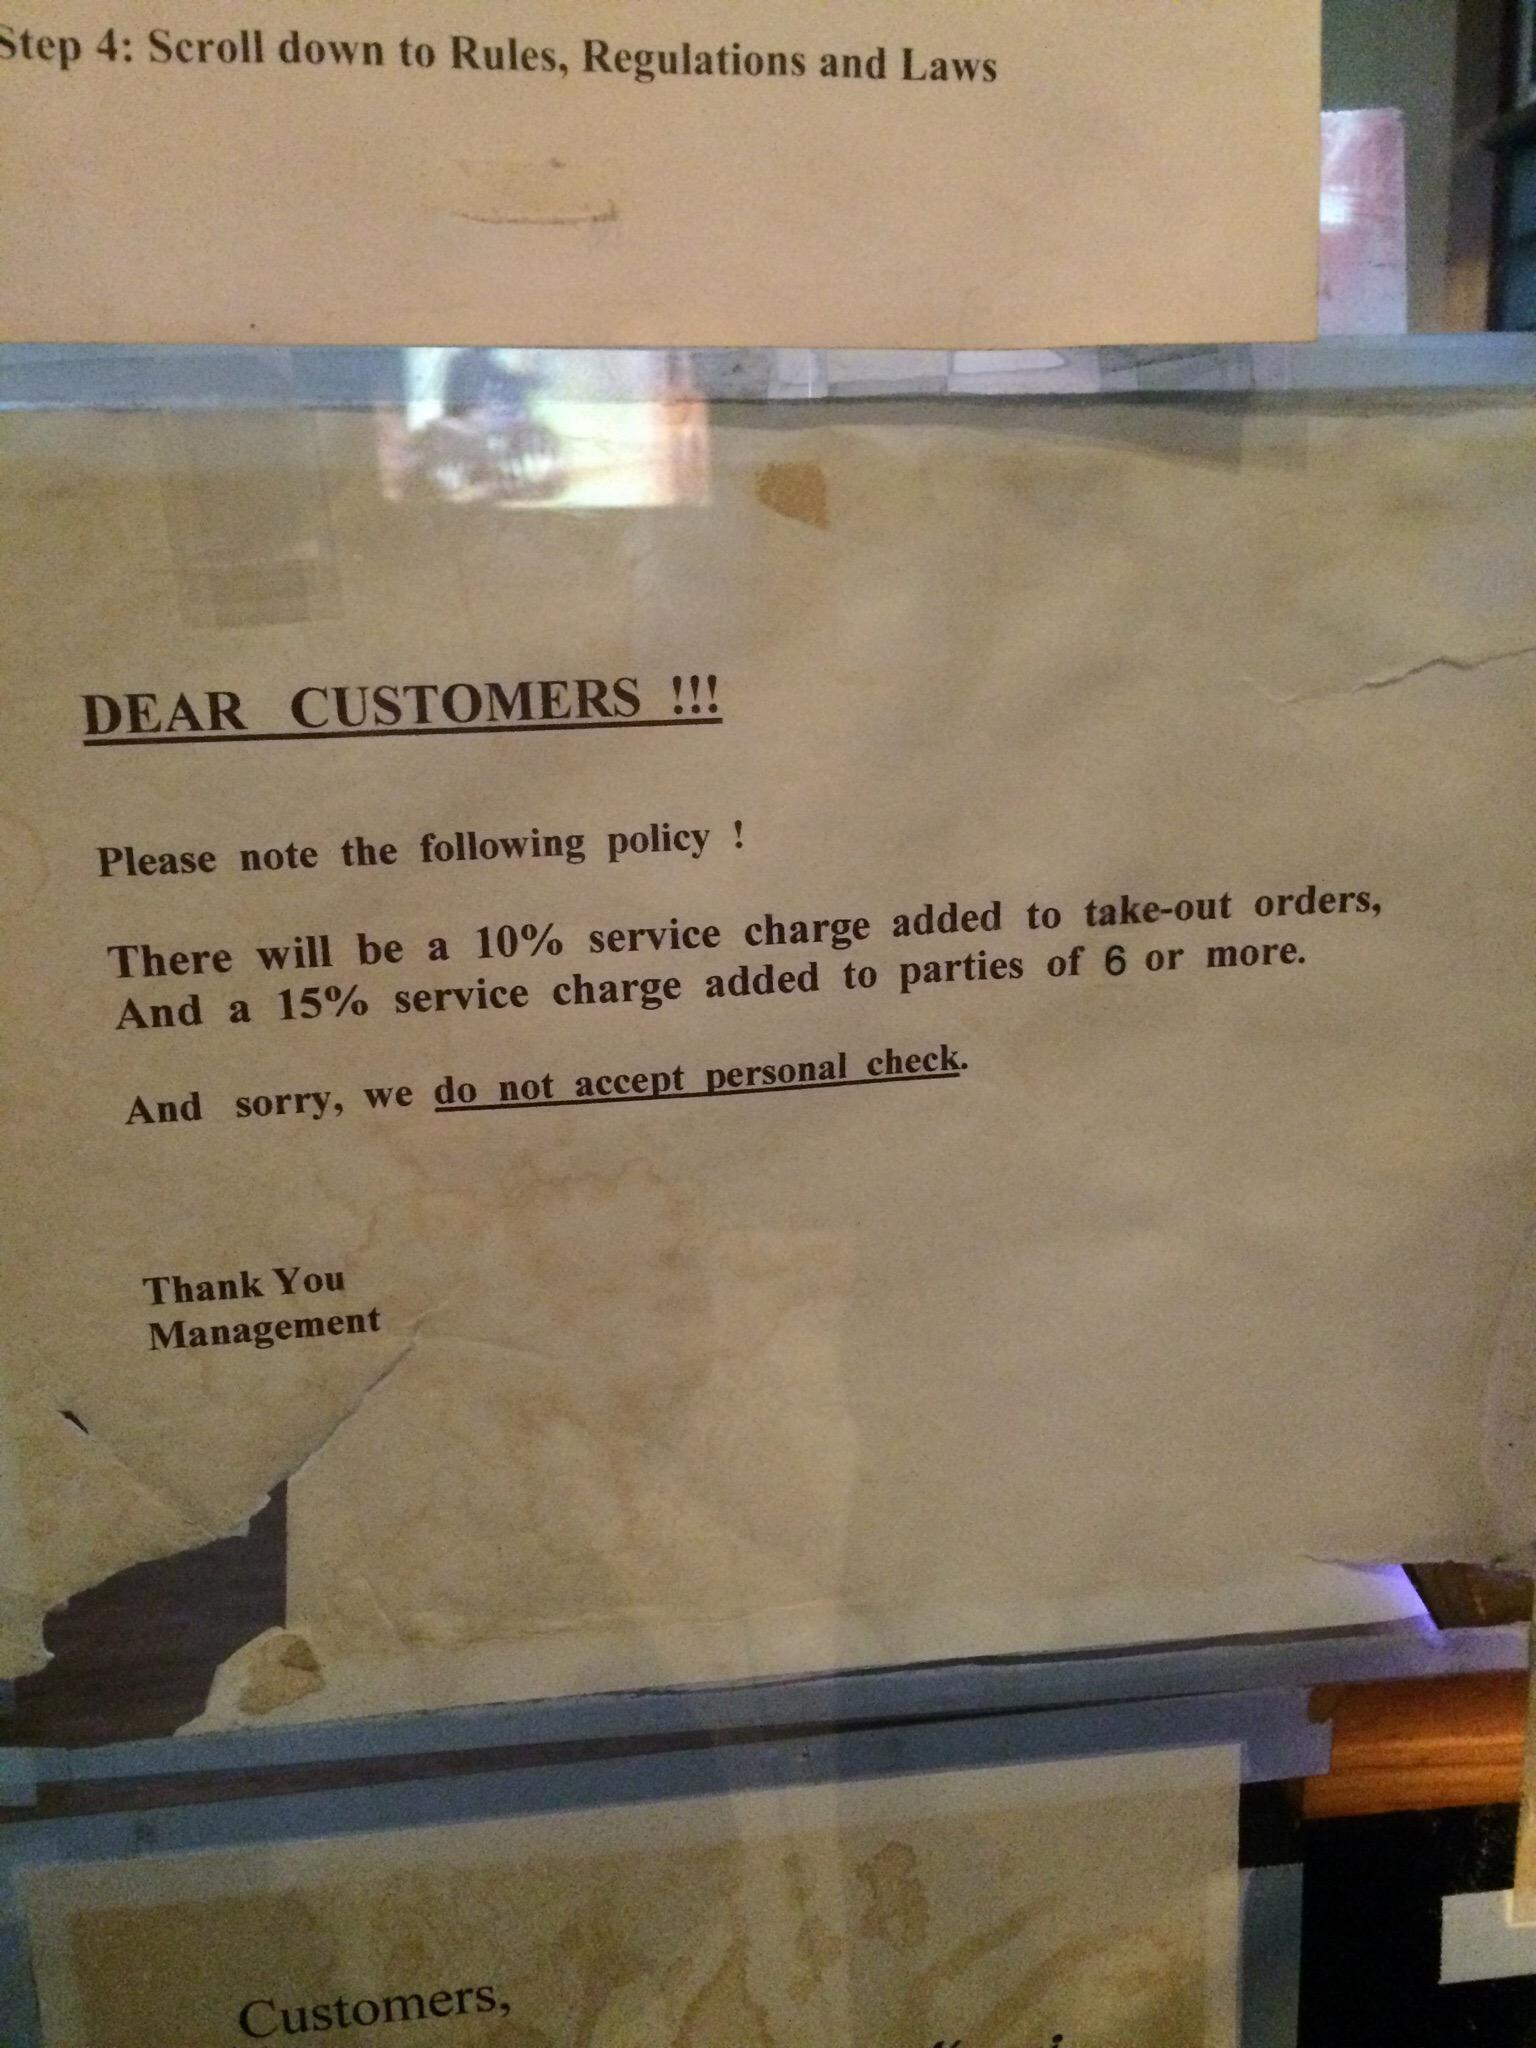 Step 4: Scroll down to Rules, Regulations and Laws
DEAR CUSTOMERS !!!
Please note the following policy !
There will be a 10% service charge added to take-out orders,
And a 15% service charge added to parties of 6 or more.
And sorry, we do not accept personal check.
Thank You
Management
Customers,